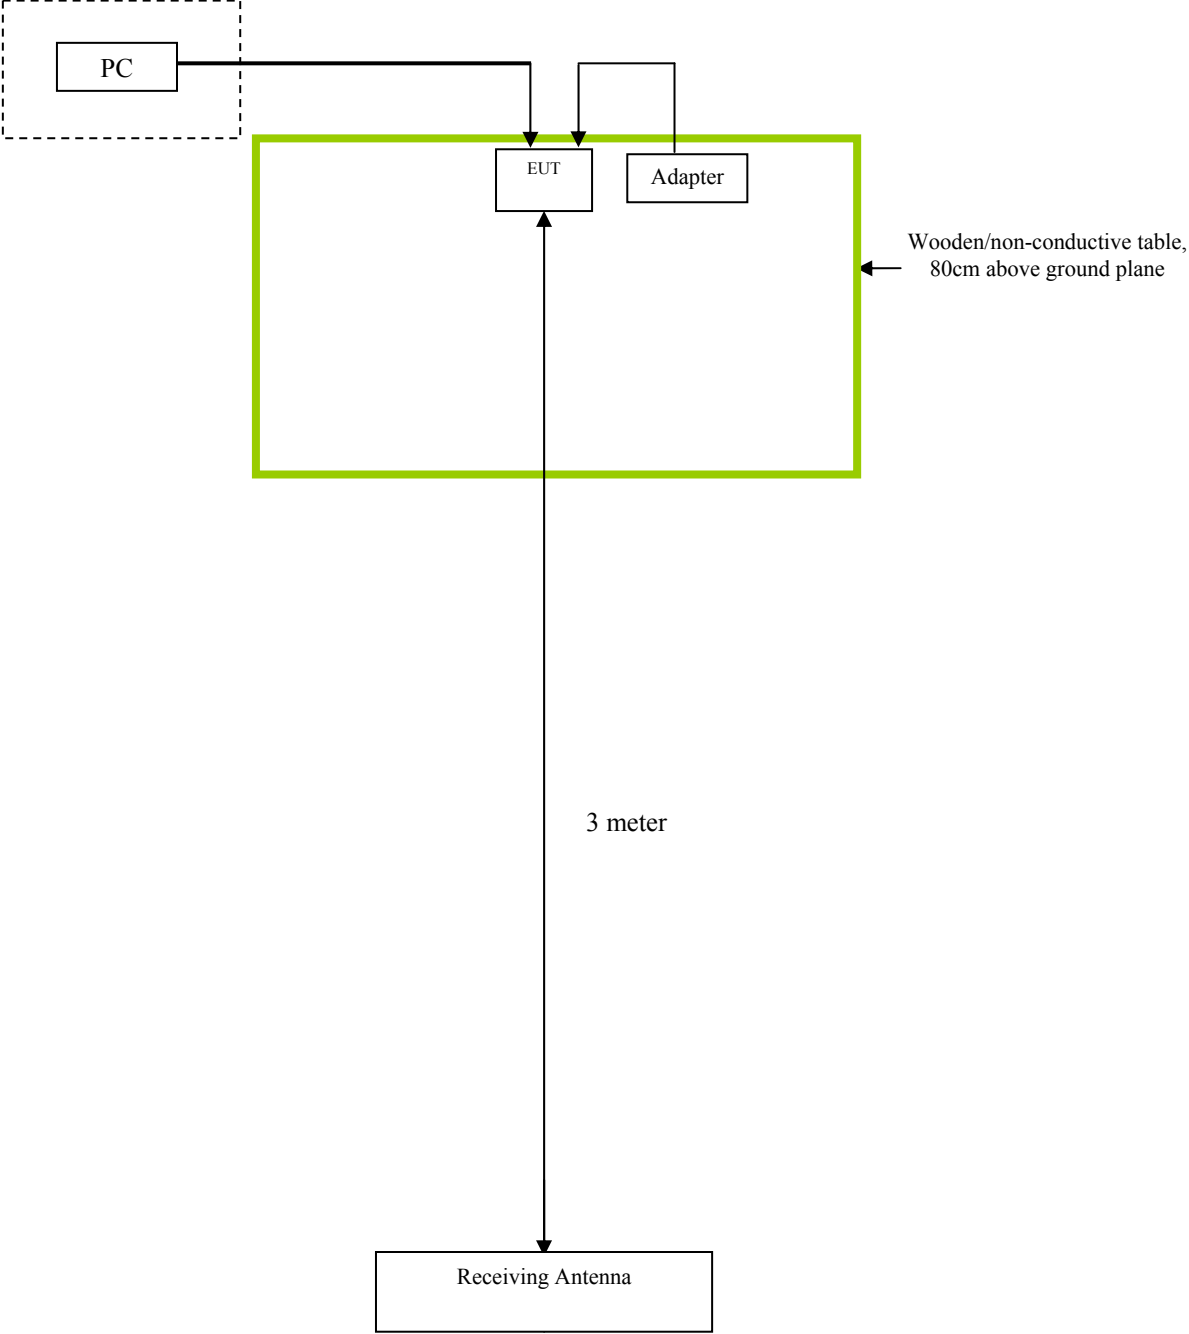 PC
EUT
Adapter
Wooden/non-conductive table,
80cm above ground plane
3 meter
Receiving Antenna